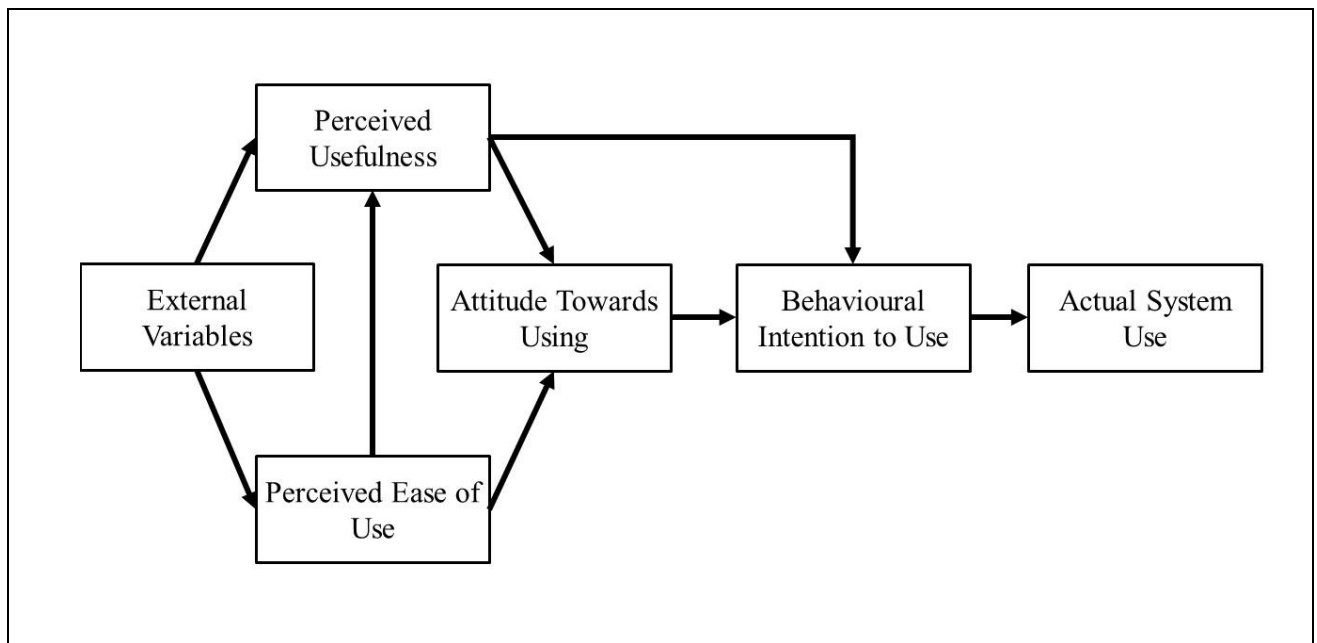 Perceived
Usefulness
External
Variables
Attitude Towards
Using
Behavioural
Intention to Use
Actual System
Use
Perceived Ease of
Use